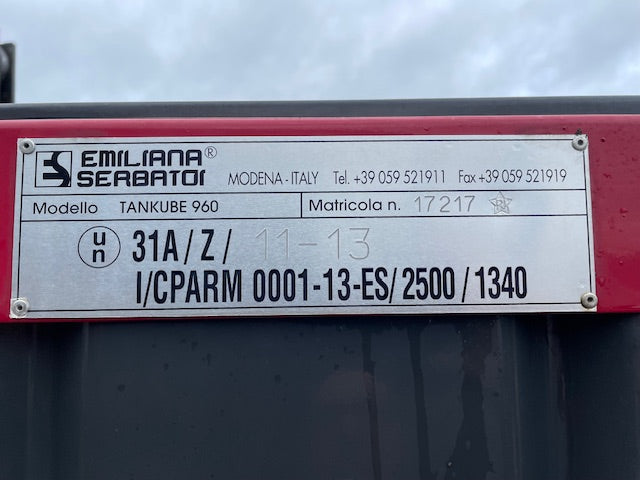 EMILIANA®
SERBATOI MODENA - ITALY Tel. +39 059 521911 Fax +39 059 521919
Modello TANKUBE 960 Matricola n. 17217
un 31A / Z / 11-13
I/CPARM 0001-13-ES/ 2500 / 1340